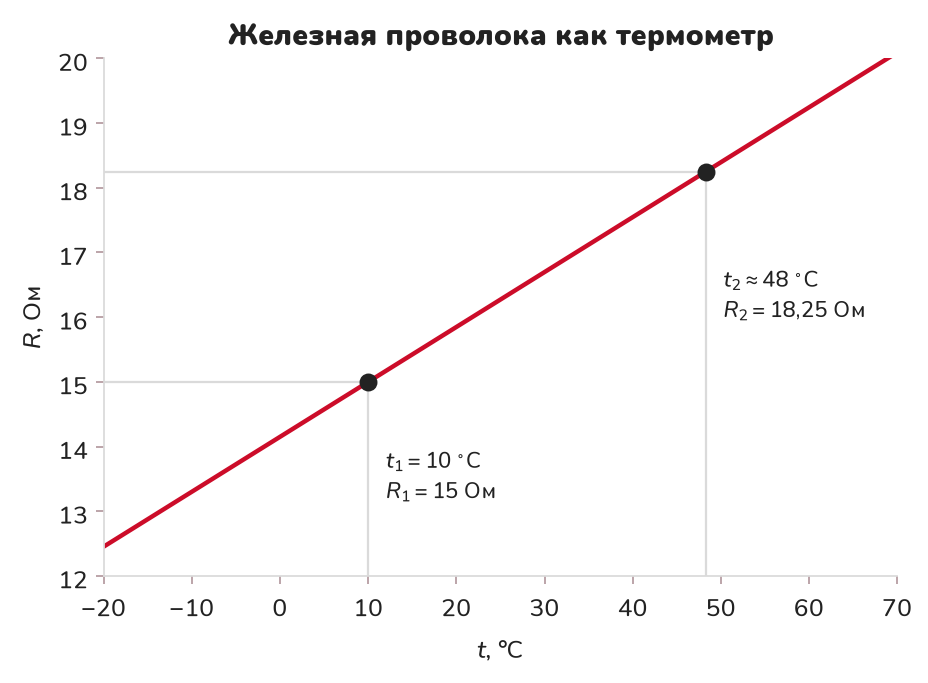 Железная проволока как термометр
20
19
18
17
16
15
14
13
12
R, Ом
t₂ ≈ 48 °C
R₂ = 18,25 Ом
t₁ = 10 °C
R₁ = 15 Ом
−20 −10 0 10 20 30 40 50 60 70
t, °C